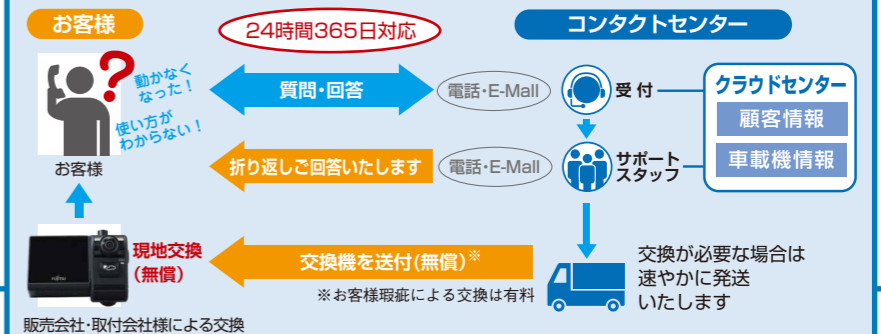 お客様
24時間365日対応
コンタクトセンター
動かなく
なった！
使い方が
わからない！
?
お客様
質問・回答
電話・E-Mall
受付
クラウドセンター
顧客情報
車載機情報
折り返しご回答いたします
電話・E-Mall
サポート
スタッフ
現地交換
(無償)
FUJITSU
交換機を送付(無償)※
※お客様瑕疵による交換は有料
交換が必要な場合は
速やかに発送
いたします
販売会社・取付会社様による交換